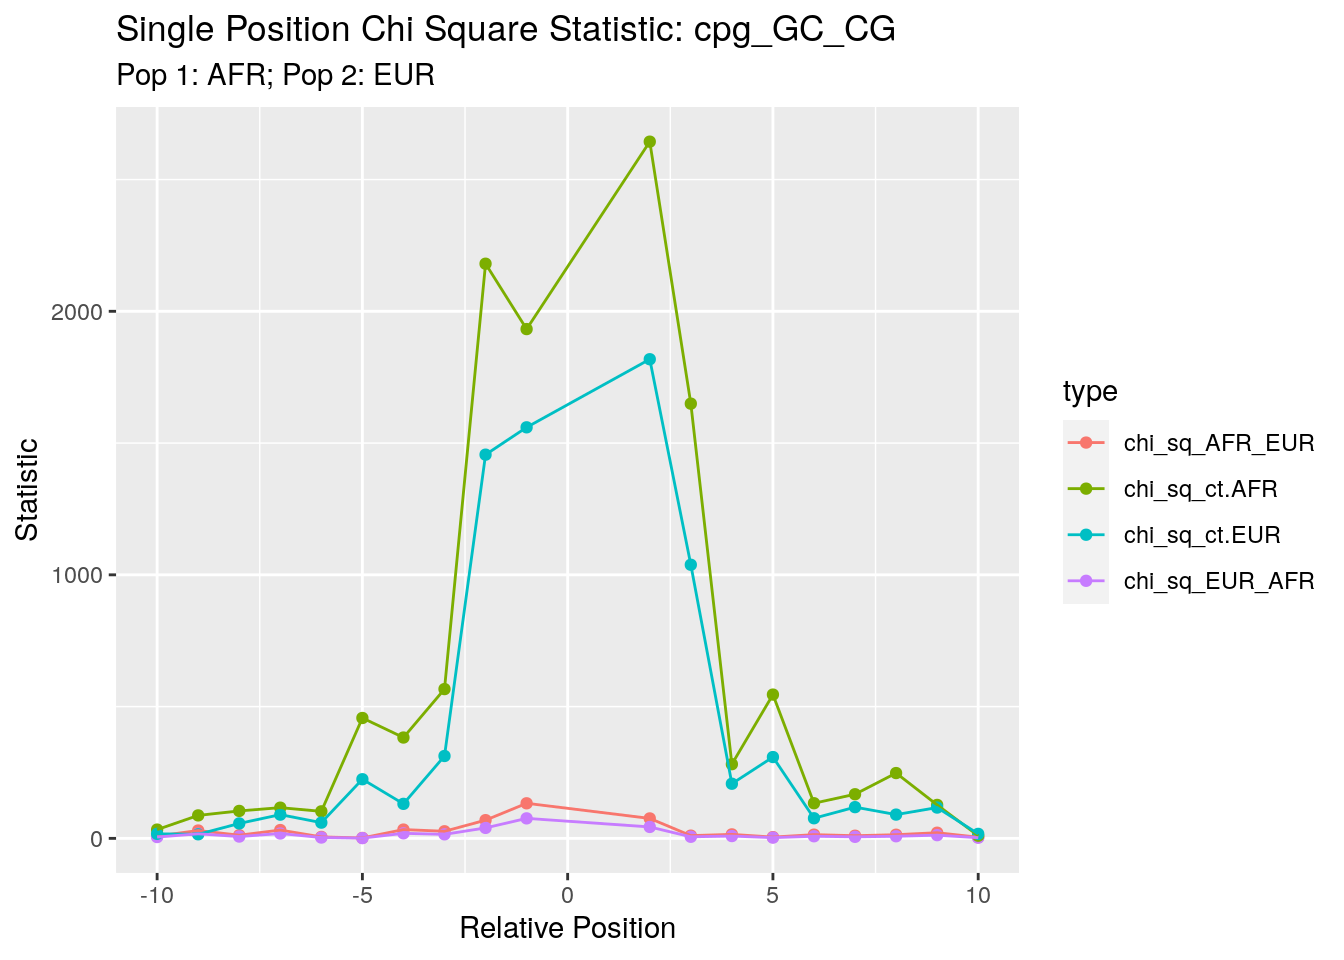 Single Position Chi Square Statistic: cpg_GC_CG
Pop 1: AFR; Pop 2: EUR
Statistic
2000
1000
0
-10
-5
0
5
10
Relative Position
type
chi_sq_AFR_EUR
chi_sq_ct.AFR
chi_sq_ct.EUR
chi_sq_EUR_AFR